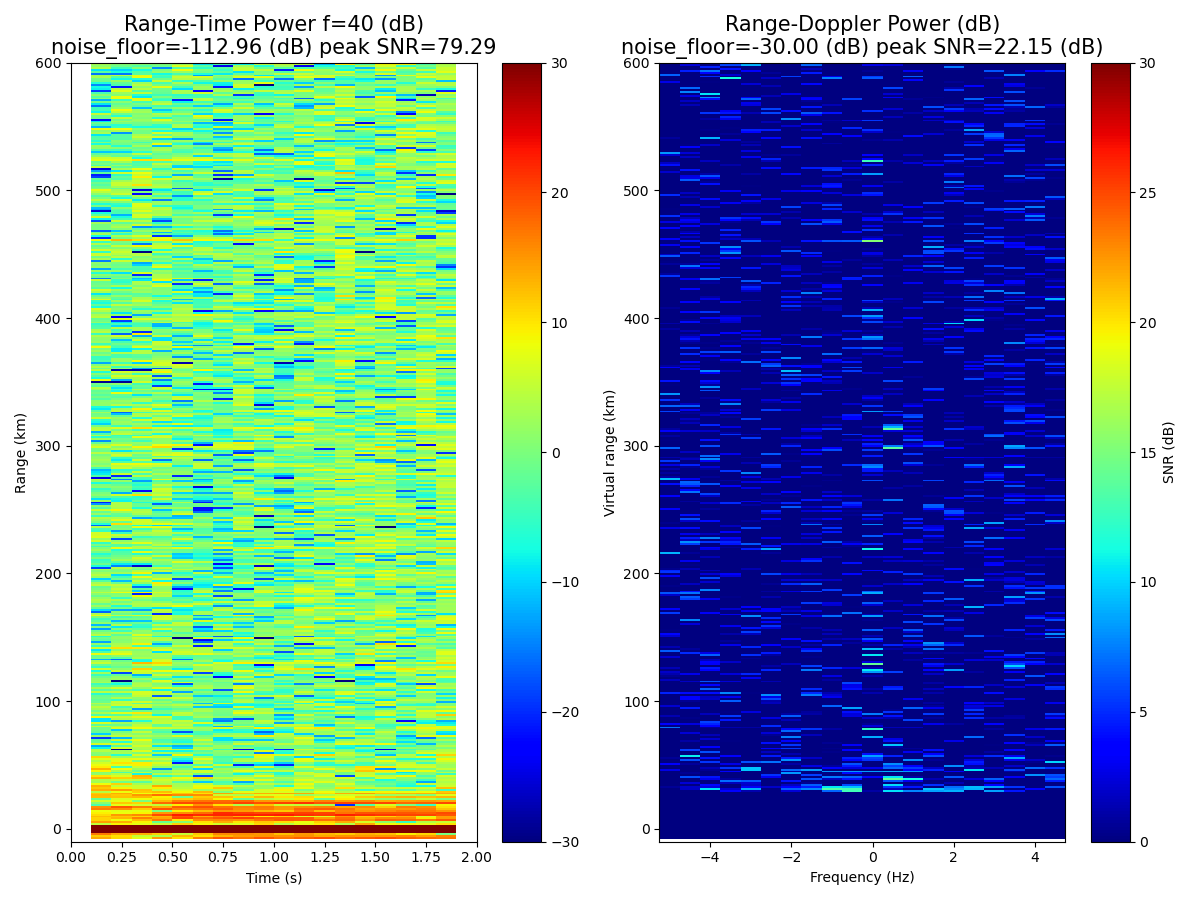 Range-Time Power f=40 (dB)
noise_floor=-112.96 (dB) peak SNR=79.29
Range (km)
600
500
400
300
200
100
0
0.00 0.25 0.50 0.75 1.00 1.25 1.50 1.75 2.00
Time (s)
30
20
10
0
−10
−20
−30
Range-Doppler Power (dB)
noise_floor=-30.00 (dB) peak SNR=22.15 (dB)
Virtual range (km)
600
500
400
300
200
100
0
−4 −2 0 2 4
Frequency (Hz)
30
25
20
15
10
5
0
SNR (dB)